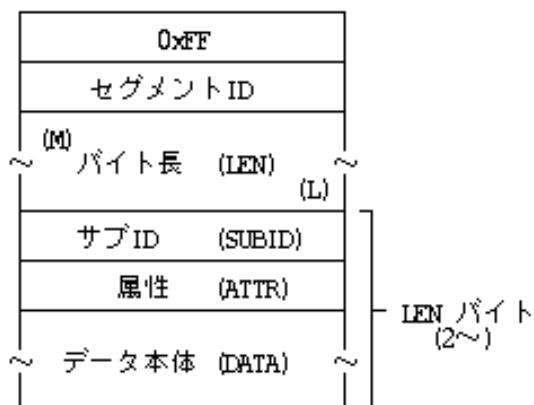 0xFF
セグメントID
(M)
バイト長 (LEN)
(L)
サブID (SUBID)
属性 (ATTR)
LEN バイト
(2~)
データ本体 (DATA)